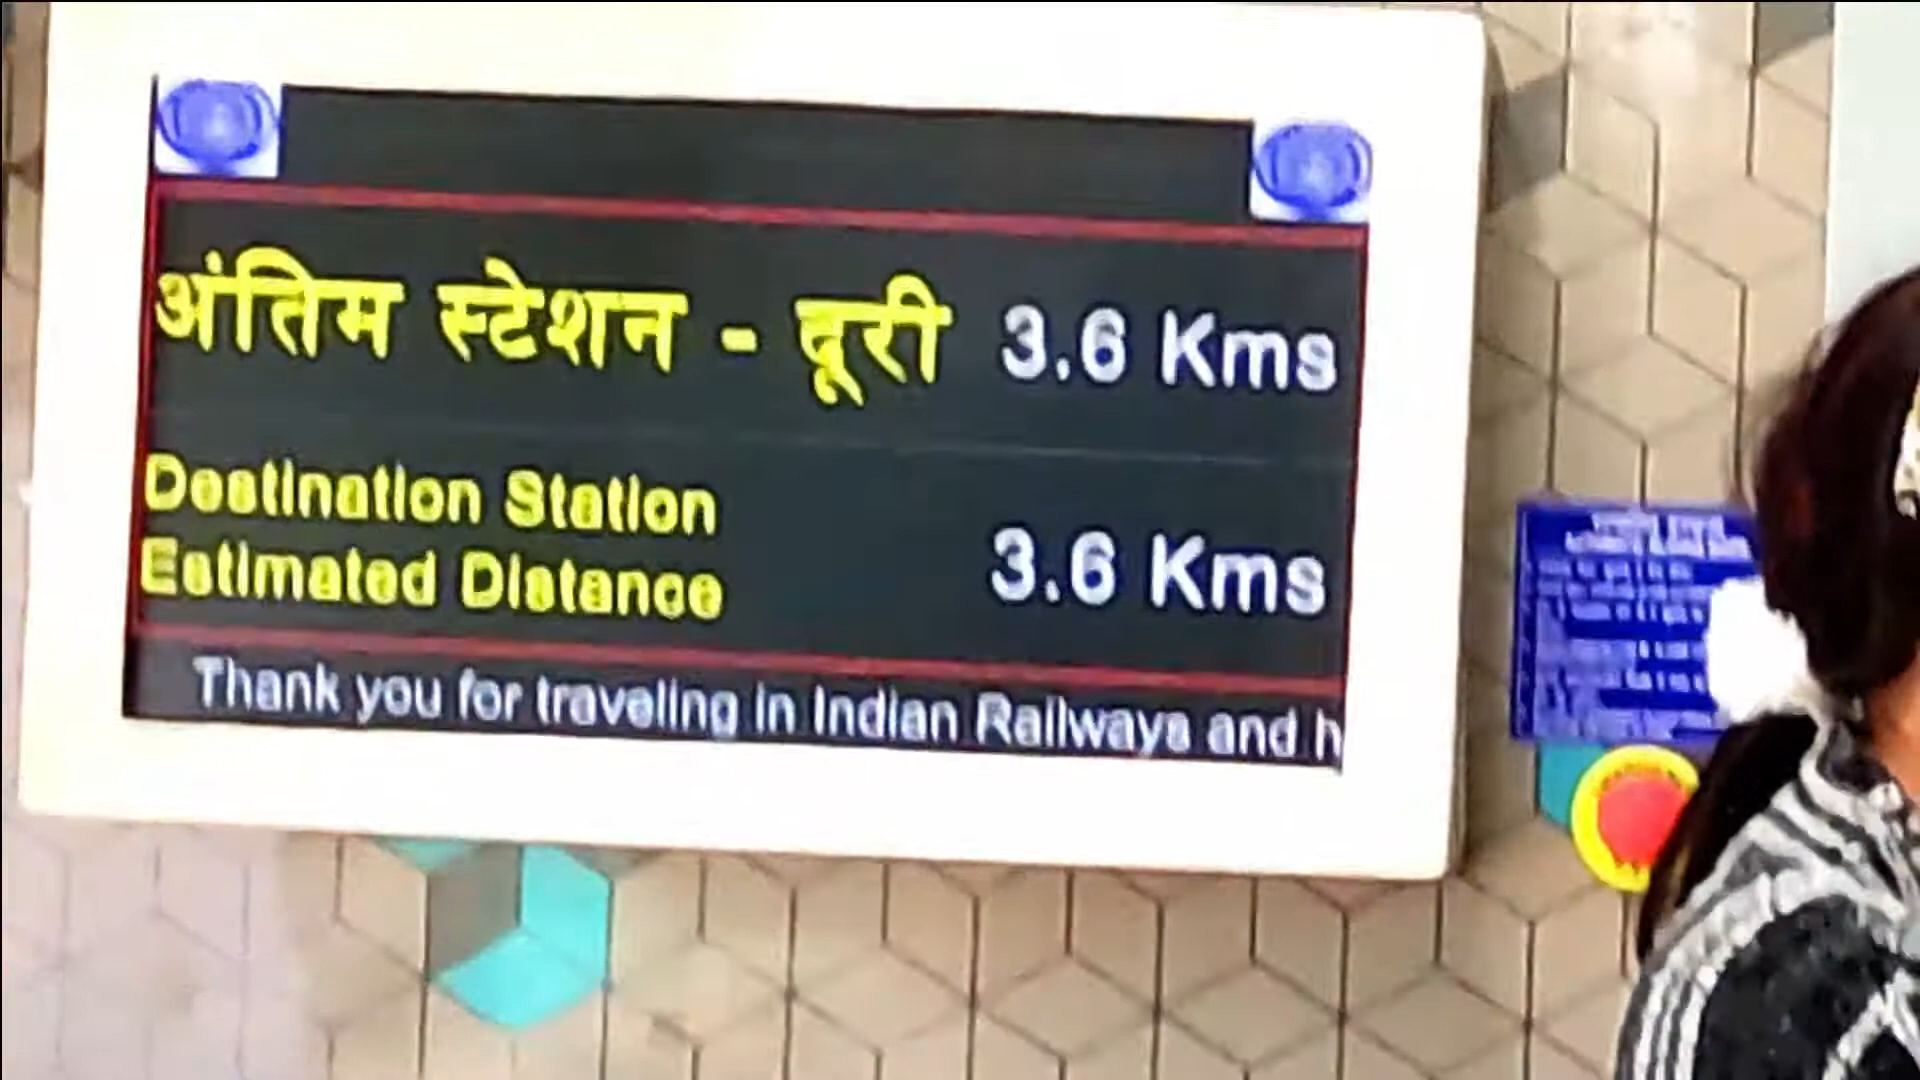 अंतिम स्टेशन - दूरी 3.6 Kms
Destination Station
Estimated Distance 3.6 Kms
Thank you for traveling in Indian Railways and h